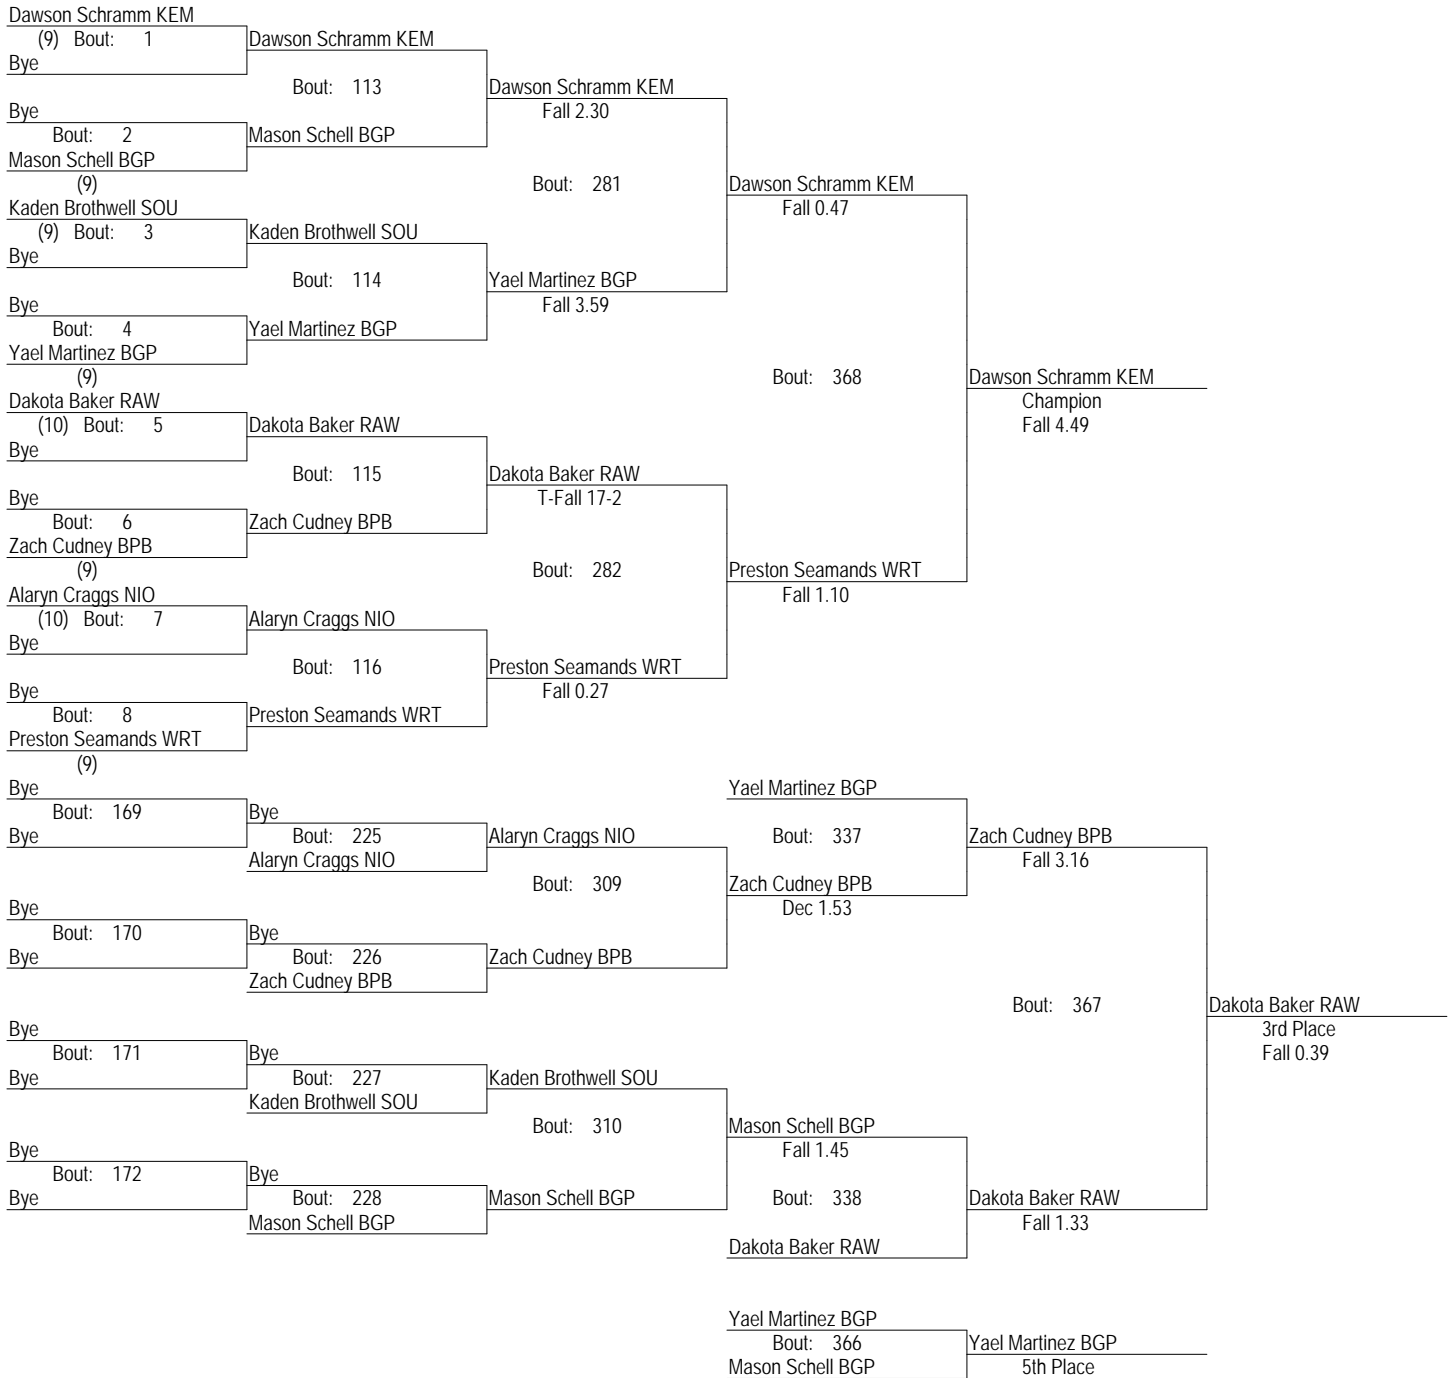 Dawson Schramm KEM
(9) Bout: 1 Dawson Schramm KEM
Bye
Bout: 113 Dawson Schramm KEM
Bye Fall 2.30
Bout: 2 Mason Schell BGP
Mason Schell BGP
(9) Bout: 281 Dawson Schramm KEM
Kaden Brothwell SOU Fall 0.47
(9) Bout: 3 Kaden Brothwell SOU
Bye
Bout: 114 Yael Martinez BGP
Bye Fall 3.59
Bout: 4 Yael Martinez BGP
Yael Martinez BGP
(9) Bout: 368 Dawson Schramm KEM
Dakota Baker RAW Champion
(10) Bout: 5 Dakota Baker RAW Fall 4.49
Bye
Bout: 115 Dakota Baker RAW
Bye T-Fall 17-2
Bout: 6 Zach Cudney BPB
Zach Cudney BPB
(9) Bout: 282 Preston Seamands WRT
Alaryn Craggs NIO Fall 1.10
(10) Bout: 7 Alaryn Craggs NIO
Bye
Bout: 116 Preston Seamands WRT
Bye Fall 0.27
Bout: 8 Preston Seamands WRT
Preston Seamands WRT
(9)
Bye Yael Martinez BGP
Bout: 169 Bye
Bye Bout: 225 Alaryn Craggs NIO Bout: 337 Zach Cudney BPB
Alaryn Craggs NIO Fall 3.16
Bout: 309 Zach Cudney BPB
Bye Dec 1.53
Bout: 170 Bye
Bye Bout: 226 Zach Cudney BPB
Zach Cudney BPB
Bout: 367 Dakota Baker RAW
Bye 3rd Place
Bout: 171 Bye Fall 0.39
Bye Bout: 227 Kaden Brothwell SOU
Kaden Brothwell SOU
Bout: 310 Mason Schell BGP
Bye Fall 1.45
Bout: 172 Bye
Bye Bout: 228 Mason Schell BGP Bout: 338 Dakota Baker RAW
Mason Schell BGP Fall 1.33
Dakota Baker RAW
Yael Martinez BGP
Bout: 366 Yael Martinez BGP
Mason Schell BGP 5th Place